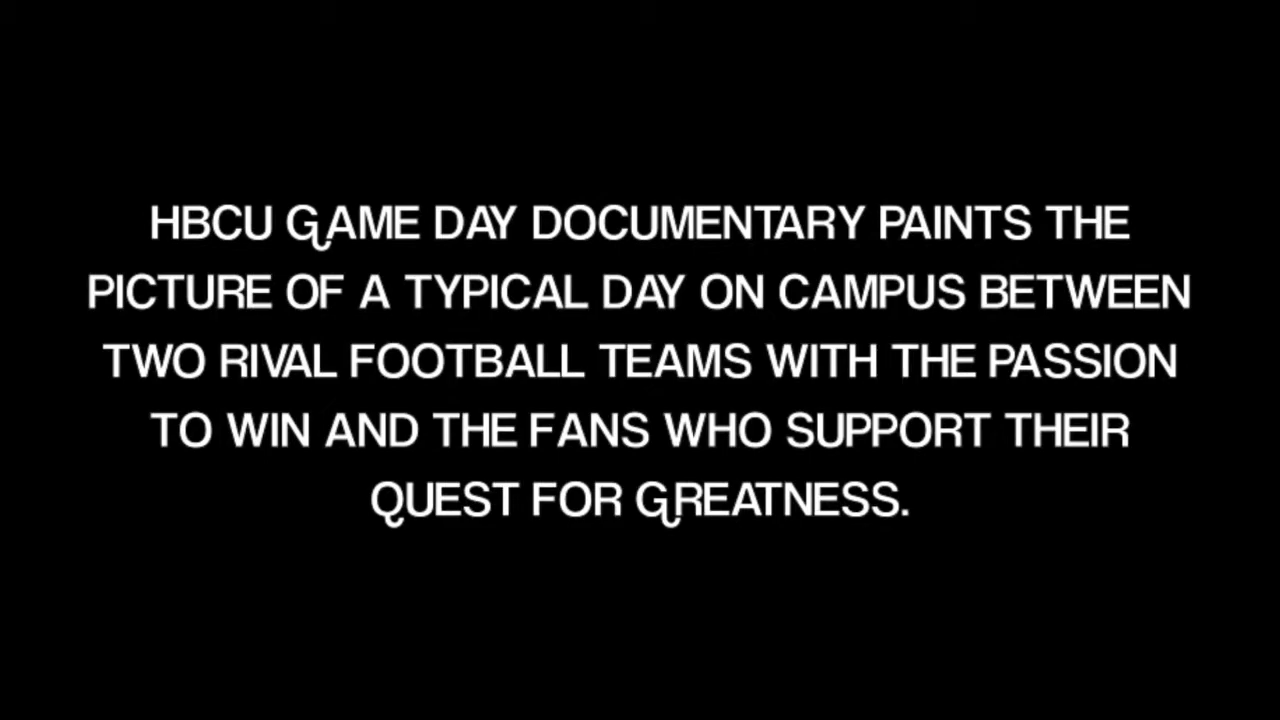 HBCU GAME DAY DOCUMENTARY PAINTS THE
PICTURE OF A TYPICAL DAY ON CAMPUS BETWEEN
TWO RIVAL FOOTBALL TEAMS WITH THE PASSION
TO WIN AND THE FANS WHO SUPPORT THEIR
QUEST FOR GREATNESS.